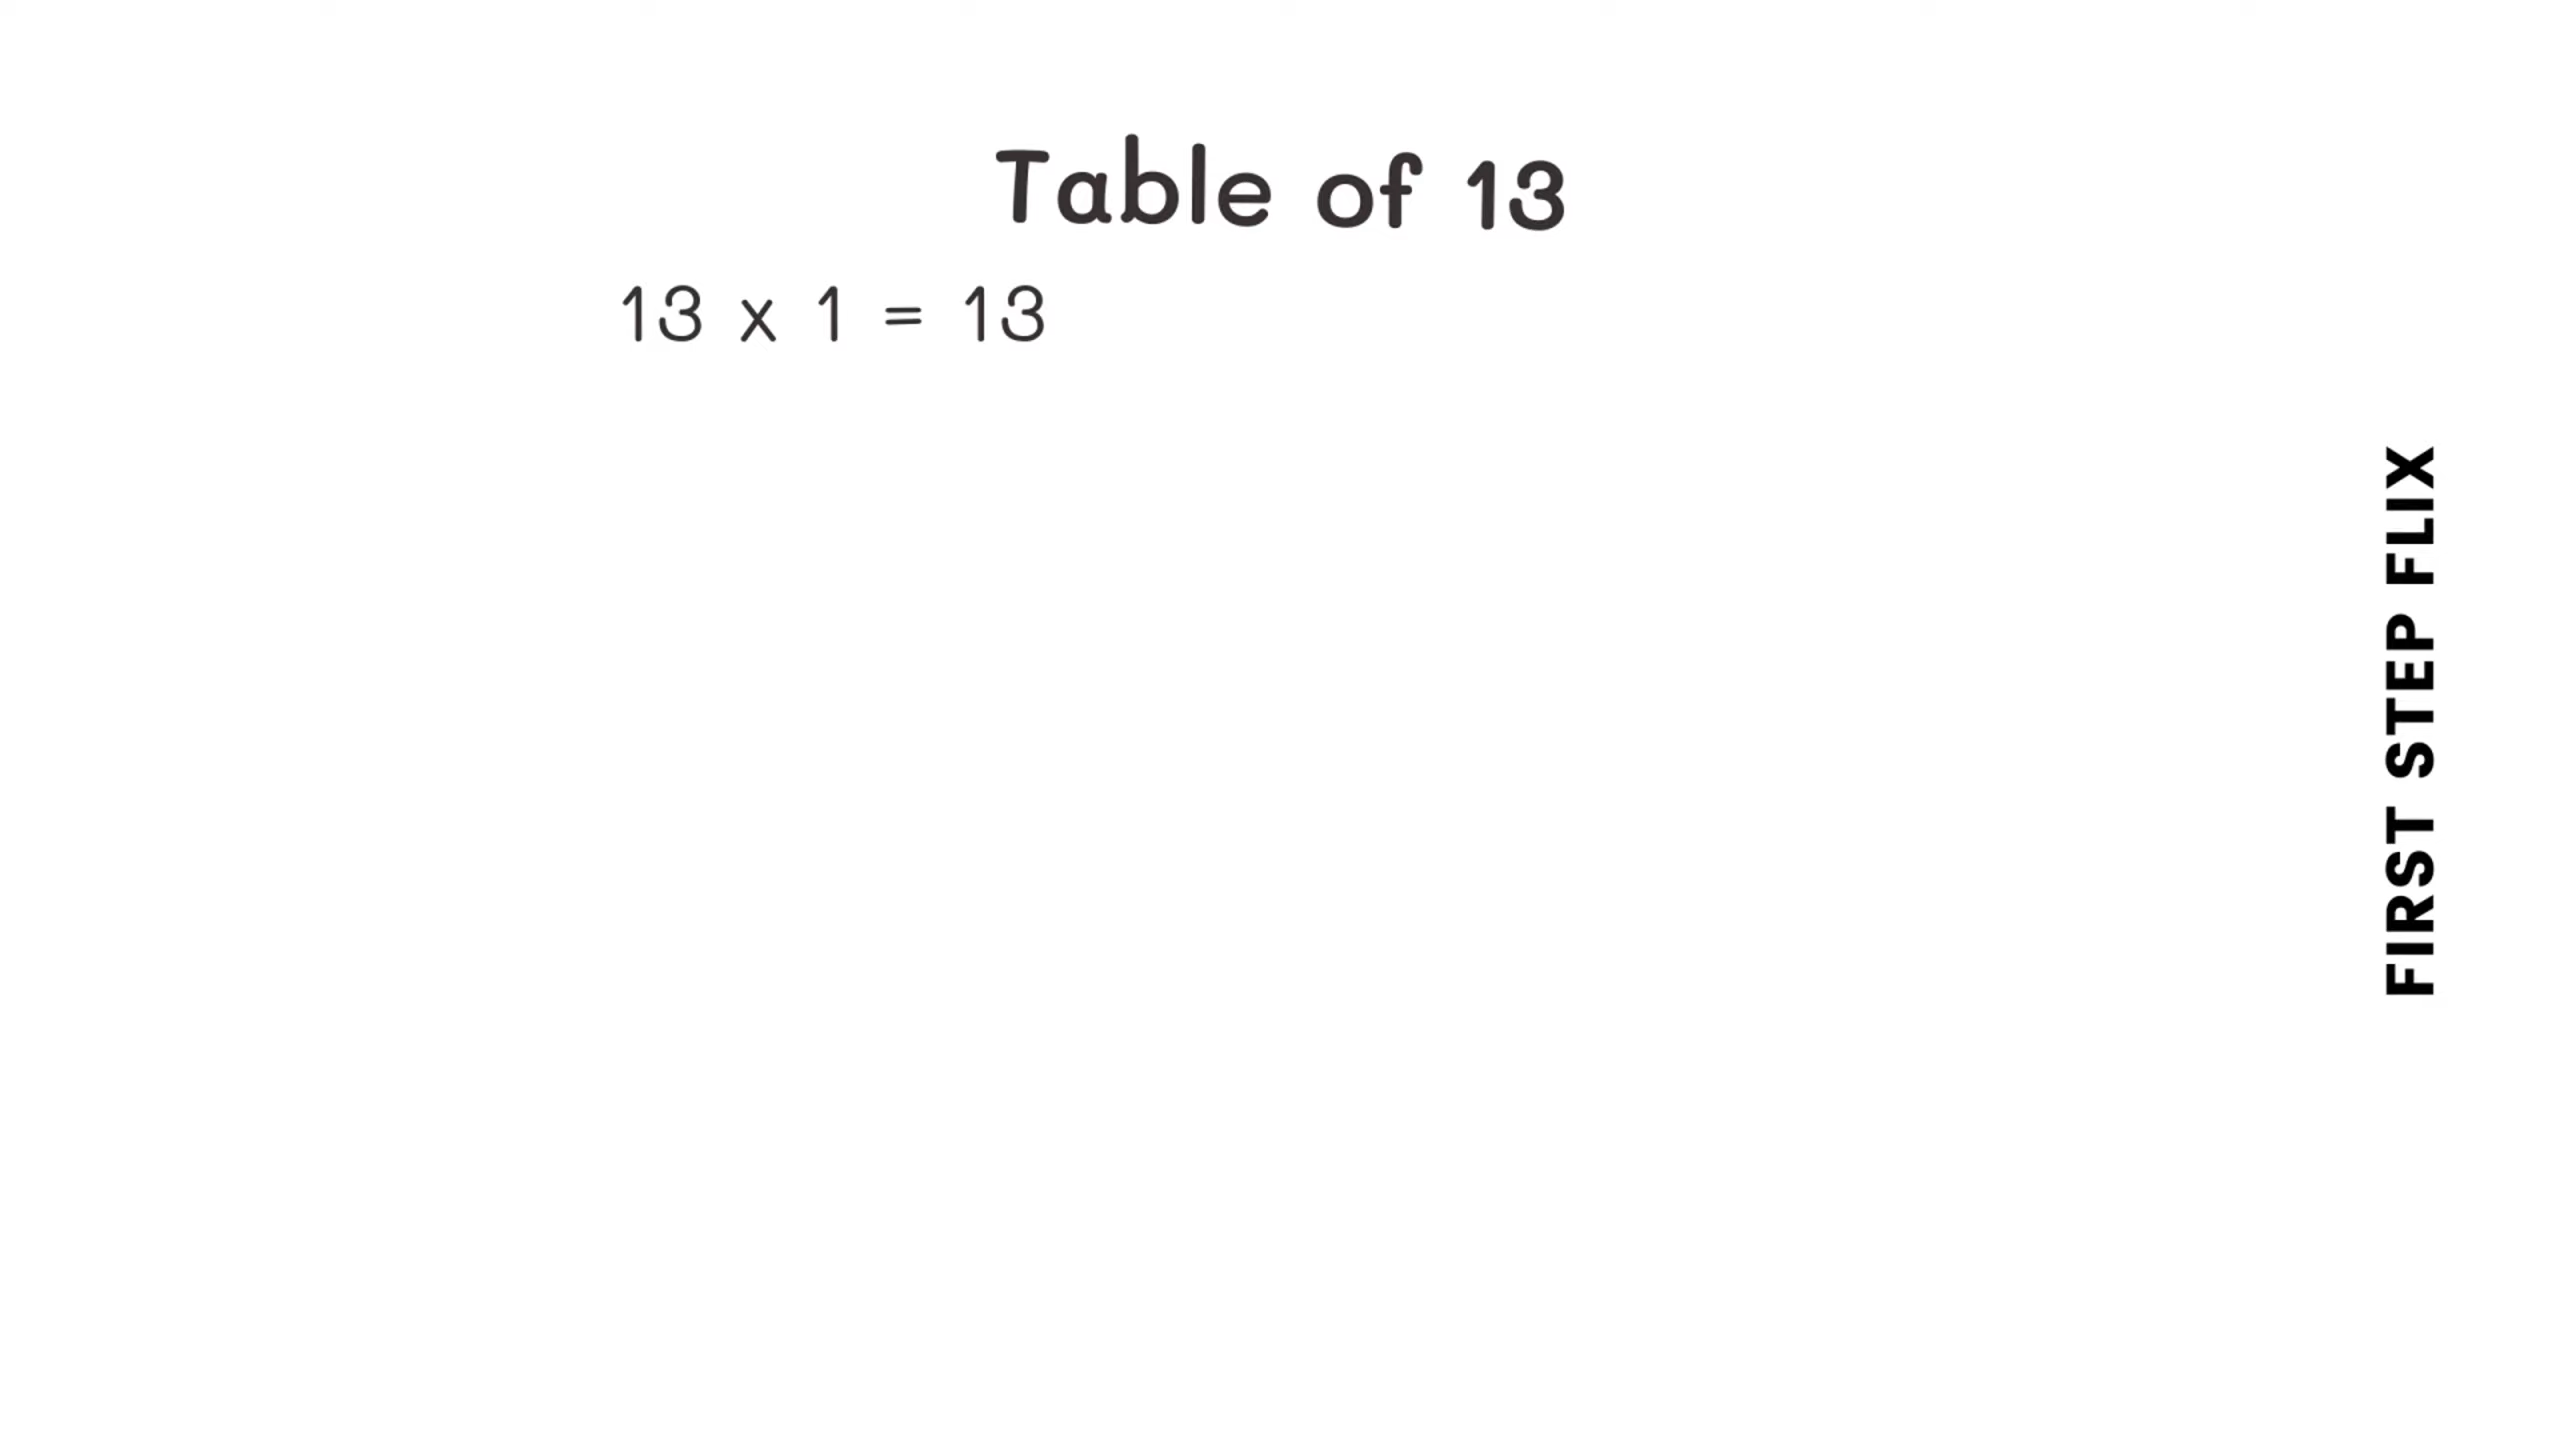 Table of 13
13 x 1 = 13
FIRST STEP FLIX